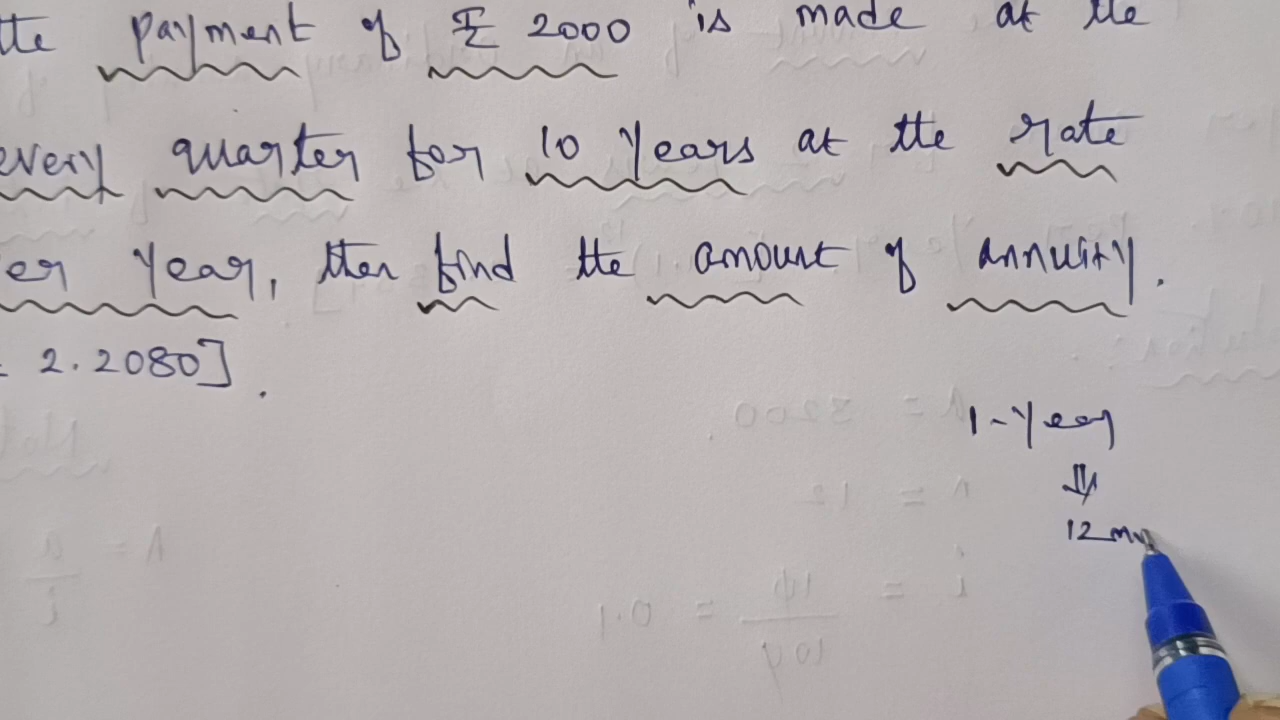 the payment of ₹ 2000 is made at the
every quarter for 10 years at the rate
er year, then find the amount of annuity.
= 2.2080].
1-year
⇓
12 mo